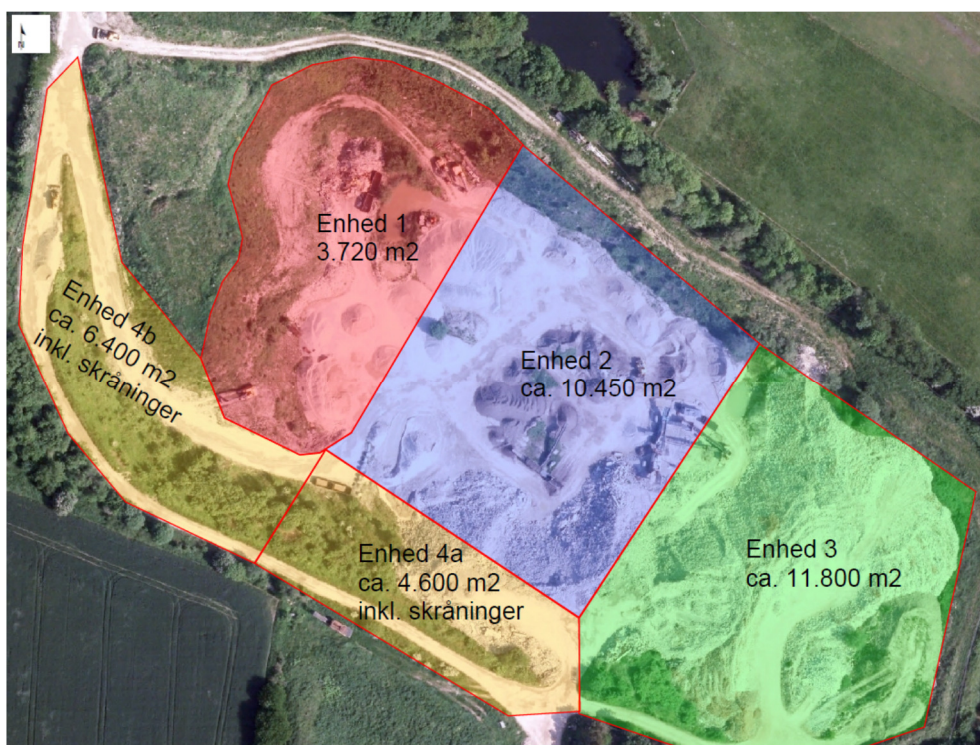 Enhed 1
3.720 m2
Enhed 4b
ca. 6.400 m2
inkl. skråninger
Enhed 2
ca. 10.450 m2
Enhed 4a
ca. 4.600 m2
inkl. skråninger
Enhed 3
ca. 11.800 m2